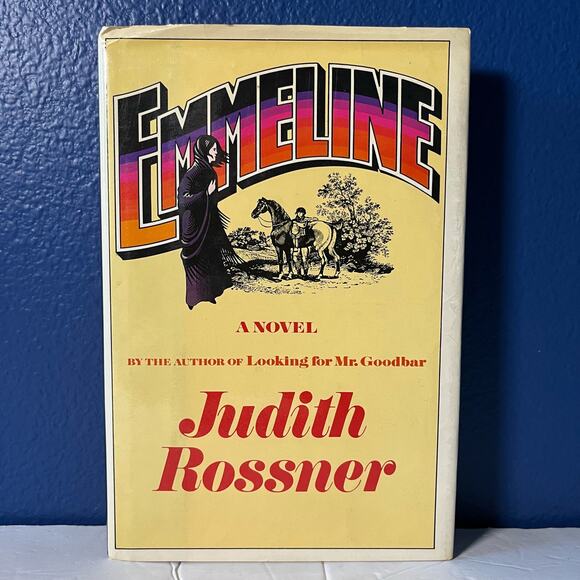 EMMELINE
A NOVEL
BY THE AUTHOR OF Looking for Mr. Goodbar
Judith
Rossner